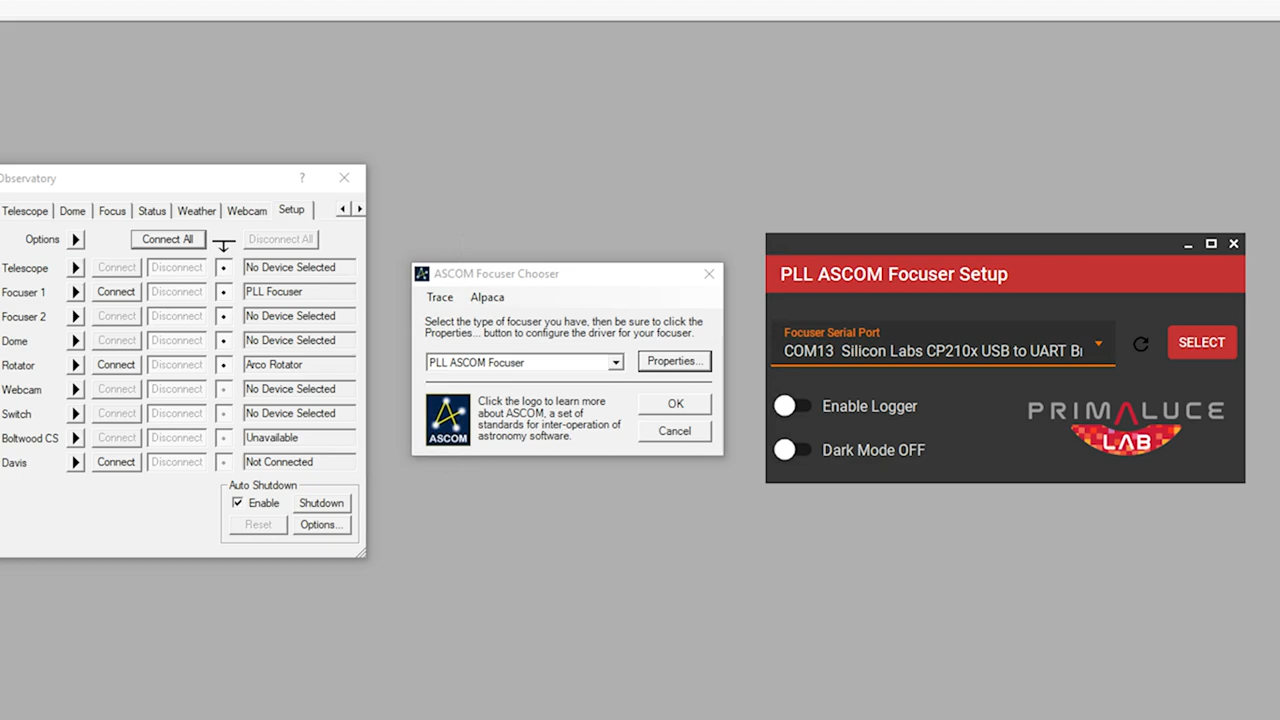 Observatory
?
Telescope Dome Focus Status Weather Webcam Setup
Options Connect All Disconnect All
Telescope Connect Disconnect No Device Selected
Focuser 1 Connect Disconnect PLL Focuser
Focuser 2 Connect Disconnect No Device Selected
Dome Connect Disconnect No Device Selected
Rotator Connect Disconnect Arco Rotator
Webcam Connect Disconnect No Device Selected
Switch Connect Disconnect No Device Selected
Boltwood CS Connect Disconnect Unavailable
Davis Connect Disconnect Not Connected
Auto Shutdown
Enable Shutdown
Reset Options...
ASCOM Focuser Chooser
Trace Alpaca
Select the type of focuser you have, then be sure to click the
Properties... button to configure the driver for your focuser.
PLL ASCOM Focuser Properties...
Click the logo to learn more
about ASCOM, a set of
standards for inter-operation of
astronomy software.
ASCOM
OK
Cancel
PLL ASCOM Focuser Setup
Focuser Serial Port
COM13 Silicon Labs CP210x USB to UART Bri
SELECT
Enable Logger
Dark Mode OFF
PRIMALUCE
LAB